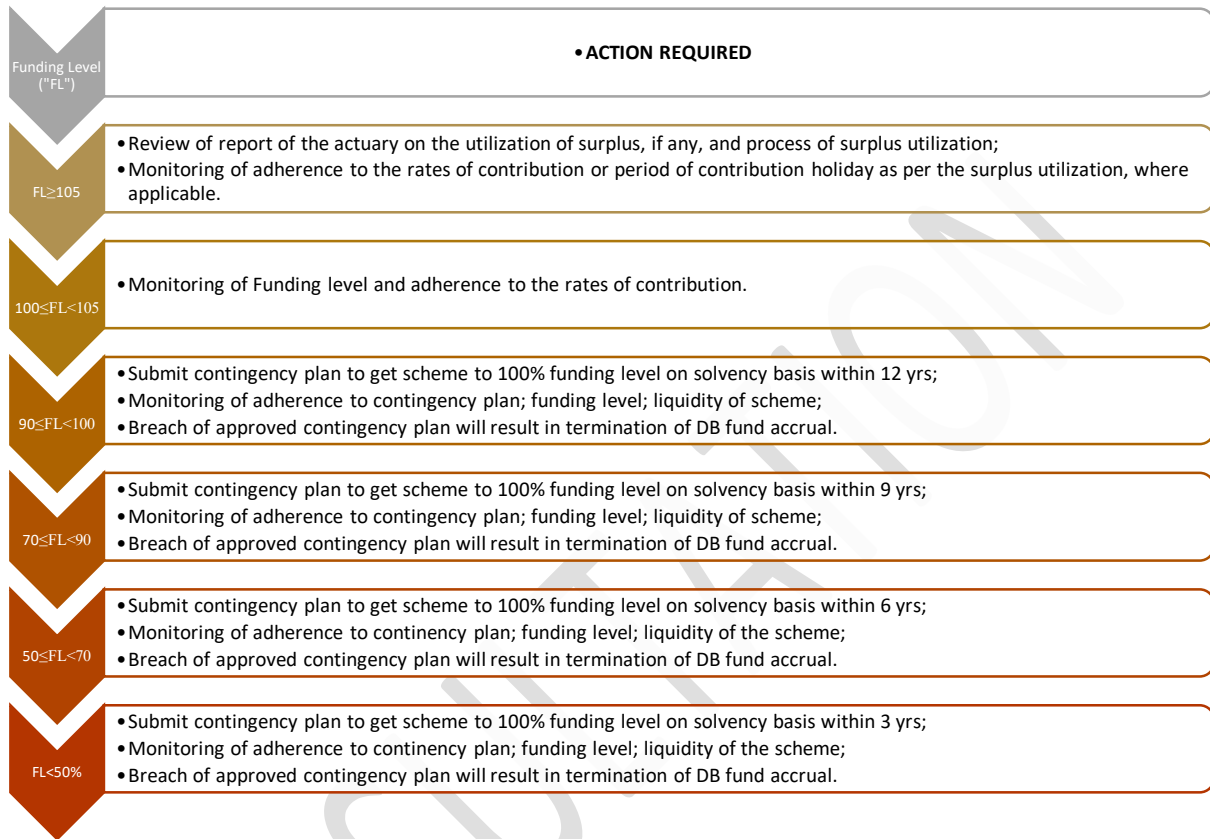 Funding Level
("FL")
•ACTION REQUIRED
FL≥105
•Review of report of the actuary on the utilization of surplus, if any, and process of surplus utilization;
•Monitoring of adherence to the rates of contribution or period of contribution holiday as per the surplus utilization, where
applicable.
100≤FL<105
•Monitoring of Funding level and adherence to the rates of contribution.
90≤FL<100
•Submit contingency plan to get scheme to 100% funding level on solvency basis within 12 yrs;
•Monitoring of adherence to contingency plan; funding level; liquidity of scheme;
•Breach of approved contingency plan will result in termination of DB fund accrual.
70≤FL<90
•Submit contingency plan to get scheme to 100% funding level on solvency basis within 9 yrs;
•Monitoring of adherence to contingency plan; funding level; liquidity of scheme;
•Breach of approved contingency plan will result in termination of DB fund accrual.
50≤FL<70
•Submit contingency plan to get scheme to 100% funding level on solvency basis within 6 yrs;
•Monitoring of adherence to continency plan; funding level; liquidity of the scheme;
•Breach of approved contingency plan will result in termination of DB fund accrual.
FL<50%
•Submit contingency plan to get scheme to 100% funding level on solvency basis within 3 yrs;
•Monitoring of adherence to continency plan; funding level; liquidity of the scheme;
•Breach of approved contingency plan will result in termination of DB fund accrual.